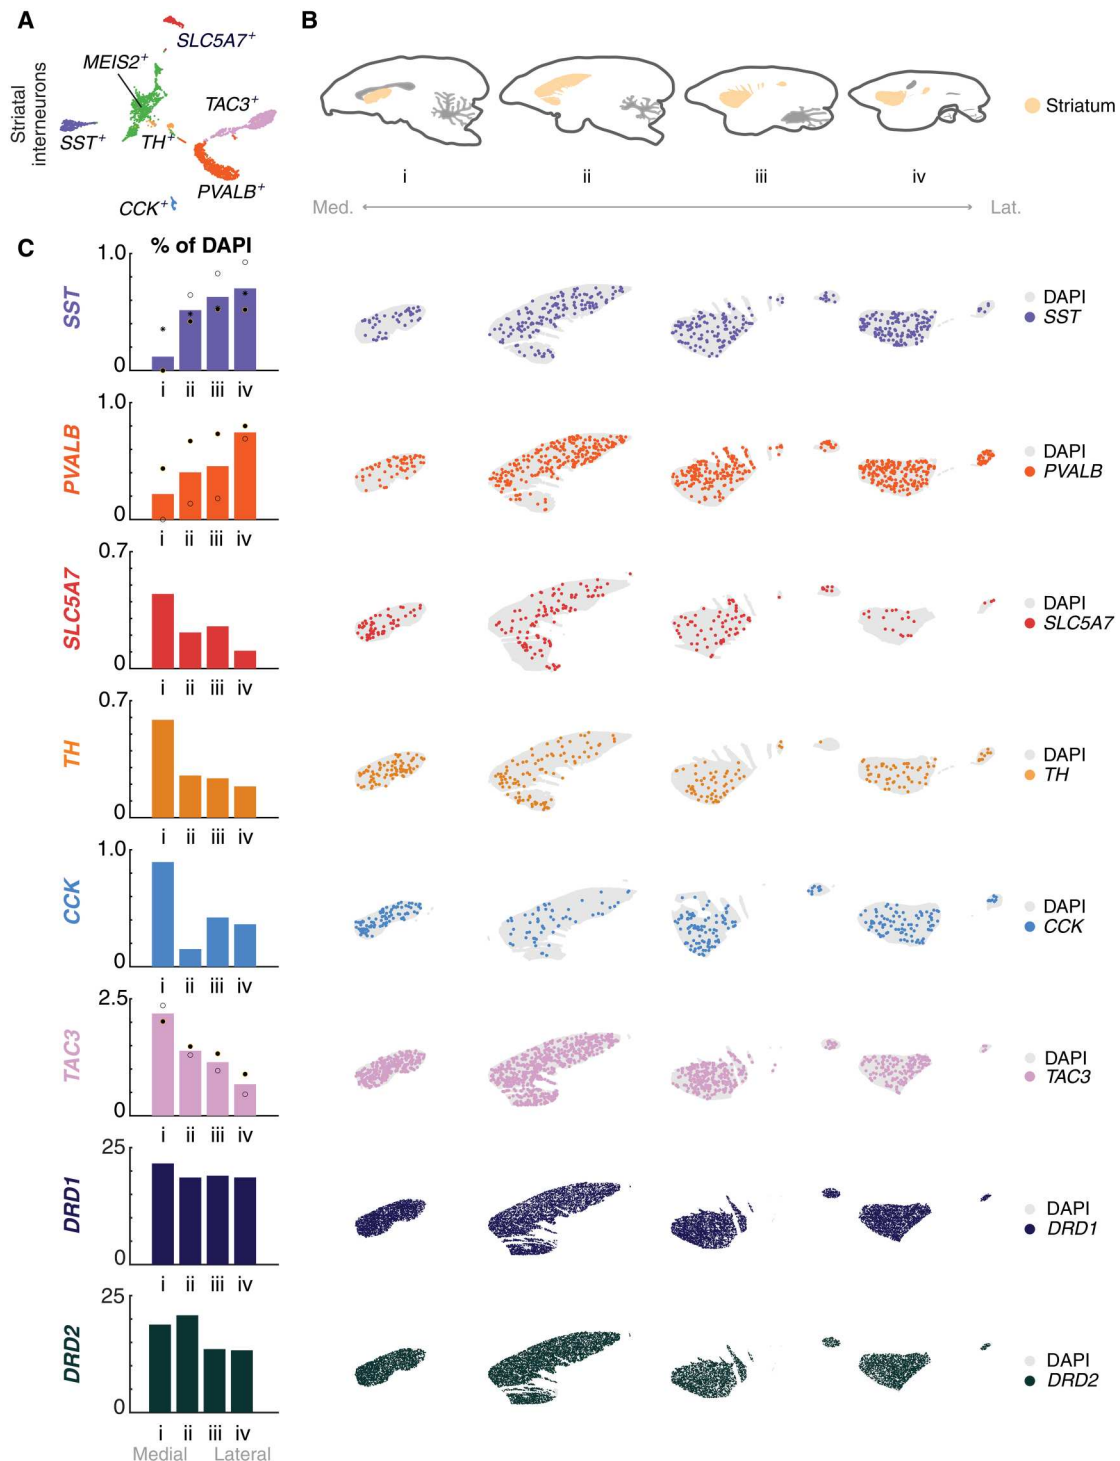 A
SLC5A7+
MEIS2+
TAC3+
Striatal
interneurons
SST+
TH+
PVALB+
CCK+
B
Striatum
i ii iii iv
Med. Lat.
C
% of DAPI
SST
1.0
0
i ii iii iv
DAPI
SST
PVALB
1.0
0
i ii iii iv
DAPI
PVALB
SLC5A7
0.7
0
i ii iii iv
DAPI
SLC5A7
TH
0.7
0
i ii iii iv
DAPI
TH
CCK
1.0
0
i ii iii iv
DAPI
CCK
TAC3
2.5
0
i ii iii iv
DAPI
TAC3
DRD1
25
0
i ii iii iv
DAPI
DRD1
DRD2
25
0
i ii iii iv
Medial Lateral
DAPI
DRD2